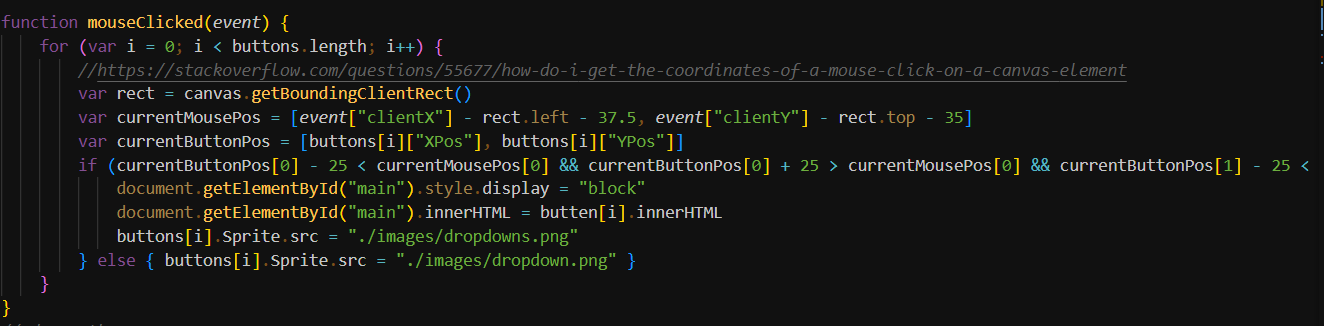 function mouseClicked(event) {
for (var i = 0; i < buttons.length; i++) {
//https://stackoverflow.com/questions/55677/how-do-i-get-the-coordinates-of-a-mouse-click-on-a-canvas-element
var rect = canvas.getBoundingClientRect()
var currentMousePos = [event["clientX"] - rect.left - 37.5, event["clientY"] - rect.top - 35]
var currentButtonPos = [buttons[i]["XPos"], buttons[i]["YPos"]]
if (currentButtonPos[0] - 25 < currentMousePos[0] && currentButtonPos[0] + 25 > currentMousePos[0] && currentButtonPos[1] - 25 <
document.getElementById("main").style.display = "block"
document.getElementById("main").innerHTML = butten[i].innerHTML
buttons[i].Sprite.src = "./images/dropdowns.png"
} else { buttons[i].Sprite.src = "./images/dropdown.png" }
}
}